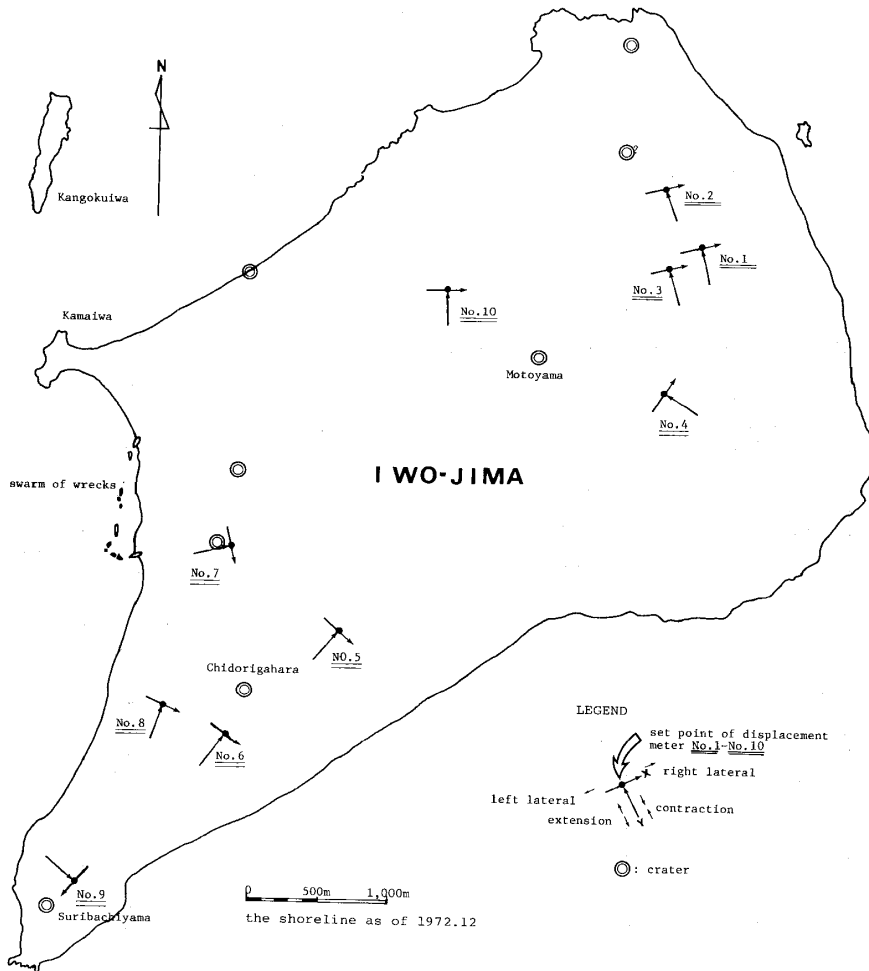 N
Kangokuiwa
?
No.2
No.1
No.3
No.10
Kamaiwa
Motoyama
No.4
I WO-JIMA
swarm of wrecks
No.7
NO.5
Chidorigahara
No.8
No.6
LEGEND
set point of displacement
meter No.1-No.10
X right lateral
left lateral
contraction
extension
Y
: crater
No.9
Suribachiyama
0 500m 1,000m
the shoreline as of 1972.12